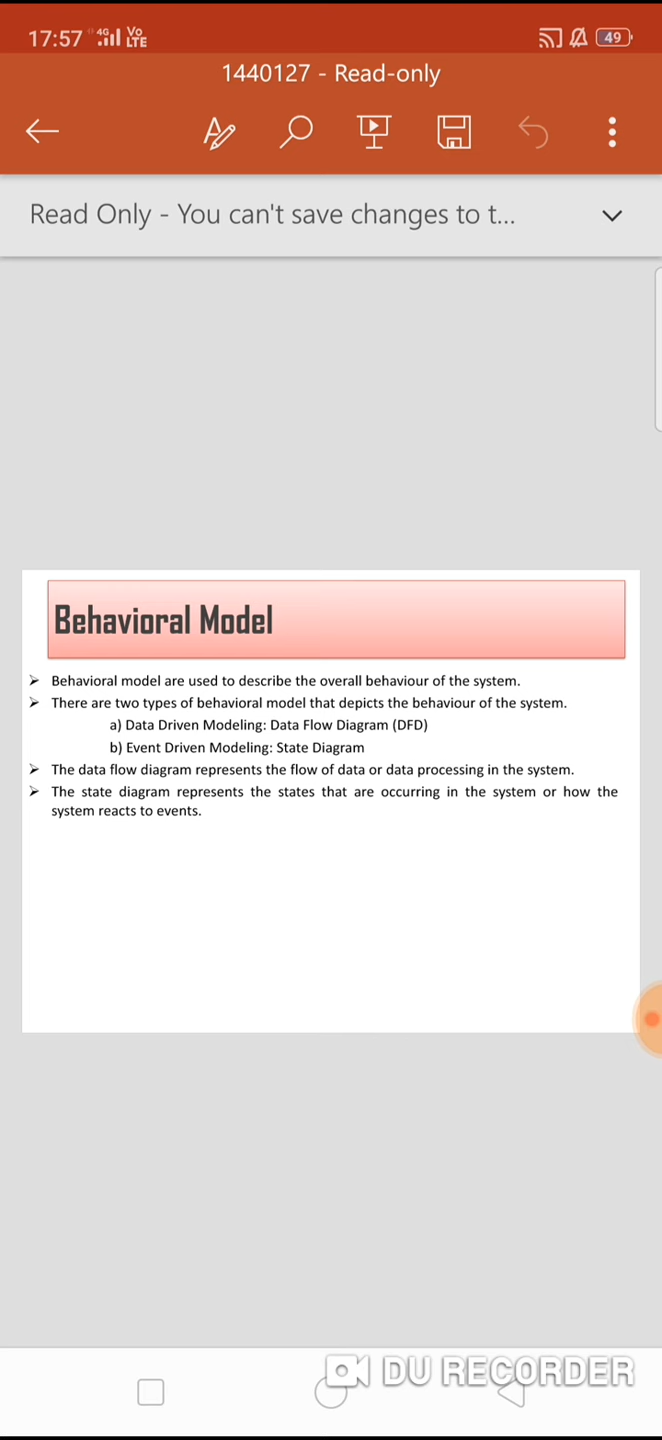 17:57 4G Vo LTE 49
1440127 - Read-only
Read Only - You can't save changes to t...
Behavioral Model
➢ Behavioral model are used to describe the overall behaviour of the system.
➢ There are two types of behavioral model that depicts the behaviour of the system.
a) Data Driven Modeling: Data Flow Diagram (DFD)
b) Event Driven Modeling: State Diagram
➢ The data flow diagram represents the flow of data or data processing in the system.
➢ The state diagram represents the states that are occurring in the system or how the
system reacts to events.
DU RECORDER